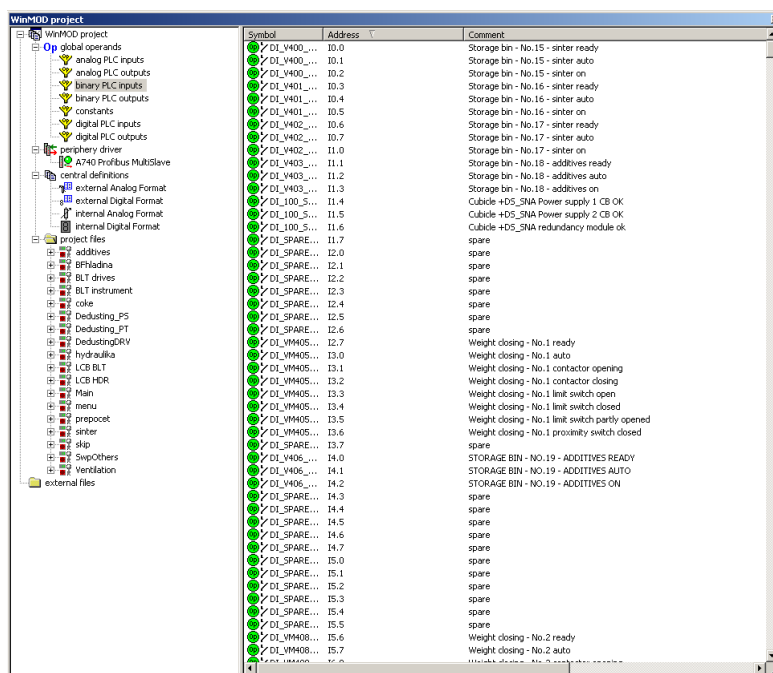 WinMOD project
WinMOD project
Op global operands
analog PLC inputs
analog PLC outputs
binary PLC inputs
binary PLC outputs
constants
digital PLC inputs
digital PLC outputs
periphery driver
A740 Profibus MultiSlave
central definitions
external Analog Format
external Digital Format
internal Analog Format
internal Digital Format
project files
additives
BFhladina
BLT drives
BLT instrument
coke
Dedusting_PS
Dedusting_PT
DedustingDRV
hydraulika
LCB BLT
LCB HDR
Main
menu
prepocet
sinter
skip
SwpOthers
Ventilation
external files
Symbol Address Comment
DI_V400_... I0.0 Storage bin - No.15 - sinter ready
DI_V400_... I0.1 Storage bin - No.15 - sinter auto
DI_V400_... I0.2 Storage bin - No.15 - sinter on
DI_V401_... I0.3 Storage bin - No.16 - sinter ready
DI_V401_... I0.4 Storage bin - No.16 - sinter auto
DI_V401_... I0.5 Storage bin - No.16 - sinter on
DI_V402_... I0.6 Storage bin - No.17 - sinter ready
DI_V402_... I0.7 Storage bin - No.17 - sinter auto
DI_V402_... I1.0 Storage bin - No.17 - sinter on
DI_V403_... I1.1 Storage bin - No.18 - additives ready
DI_V403_... I1.2 Storage bin - No.18 - additives auto
DI_V403_... I1.3 Storage bin - No.18 - additives on
DI_100_S... I1.4 Cubicle +DS_SNA Power supply 1 CB OK
DI_100_S... I1.5 Cubicle +DS_SNA Power supply 2 CB OK
DI_100_S... I1.6 Cubicle +DS_SNA redundancy module ok
DI_SPARE... I1.7 spare
DI_SPARE... I2.0 spare
DI_SPARE... I2.1 spare
DI_SPARE... I2.2 spare
DI_SPARE... I2.3 spare
DI_SPARE... I2.4 spare
DI_SPARE... I2.5 spare
DI_SPARE... I2.6 spare
DI_VM405... I2.7 Weight closing - No.1 ready
DI_VM405... I3.0 Weight closing - No.1 auto
DI_VM405... I3.1 Weight closing - No.1 contactor opening
DI_VM405... I3.2 Weight closing - No.1 contactor closing
DI_VM405... I3.3 Weight closing - No.1 limit switch open
DI_VM405... I3.4 Weight closing - No.1 limit switch closed
DI_VM405... I3.5 Weight closing - No.1 limit switch partly opened
DI_VM405... I3.6 Weight closing - No.1 proximity switch closed
DI_SPARE... I3.7 spare
DI_V406_... I4.0 STORAGE BIN - NO.19 - ADDITIVES READY
DI_V406_... I4.1 STORAGE BIN - NO.19 - ADDITIVES AUTO
DI_V406_... I4.2 STORAGE BIN - NO.19 - ADDITIVES ON
DI_SPARE... I4.3 spare
DI_SPARE... I4.4 spare
DI_SPARE... I4.5 spare
DI_SPARE... I4.6 spare
DI_SPARE... I4.7 spare
DI_SPARE... I5.0 spare
DI_SPARE... I5.1 spare
DI_SPARE... I5.2 spare
DI_SPARE... I5.3 spare
DI_SPARE... I5.4 spare
DI_SPARE... I5.5 spare
DI_VM408... I5.6 Weight closing - No.2 ready
DI_VM408... I5.7 Weight closing - No.2 auto